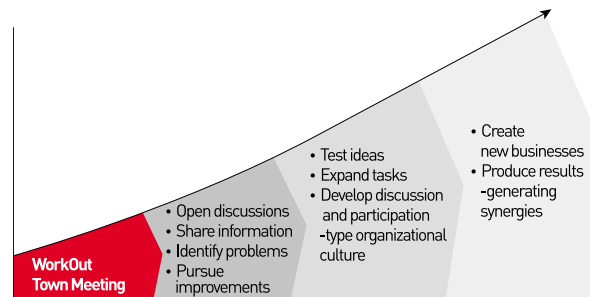 WorkOut
Town Meeting
• Open discussions
• Share information
• Identify problems
• Pursue
improvements
• Test ideas
• Expand tasks
• Develop discussion
and participation
-type organizational
culture
• Create
new businesses
• Produce results
-generating
synergies